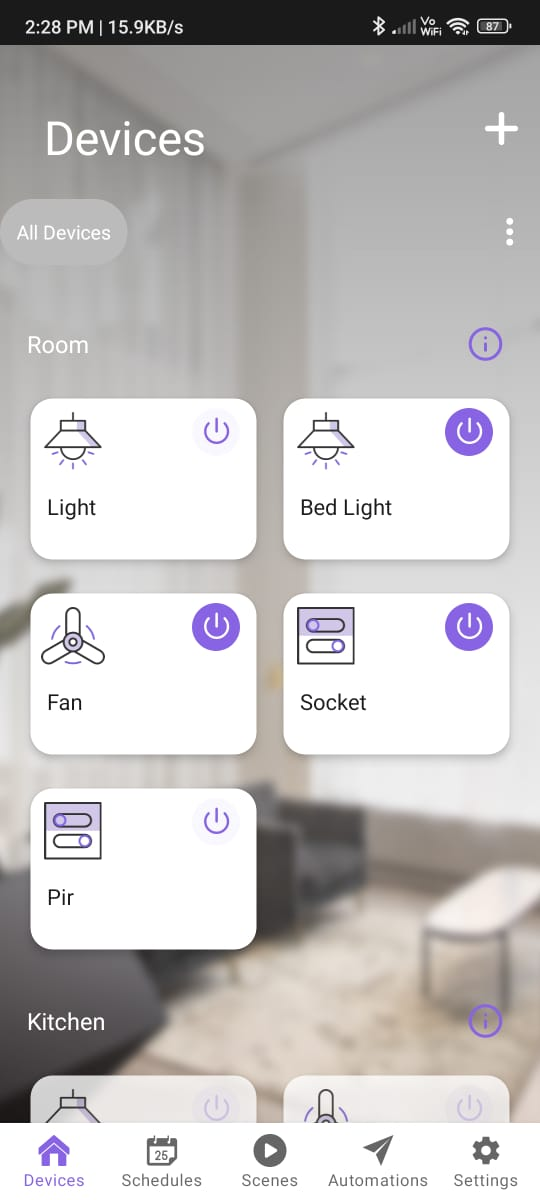 2:28 PM | 15.9KB/s Vo WiFi 87
Devices
All Devices
Room
Light Bed Light
Fan Socket
Pir
Kitchen
25
Devices Schedules Scenes Automations Settings